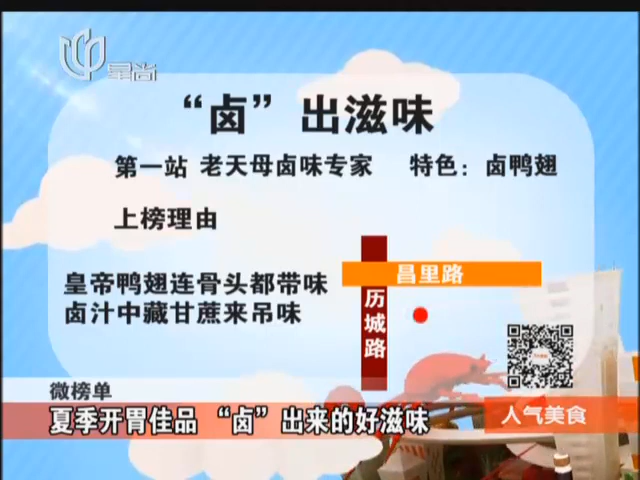 星尚
“卤”出滋味
第一站 老天母卤味专家 特色：卤鸭翅
上榜理由
皇帝鸭翅连骨头都带味
卤汁中藏甘蔗来吊味
昌里路
历城路
微榜单
夏季开胃佳品 “卤”出来的好滋味
人气美食